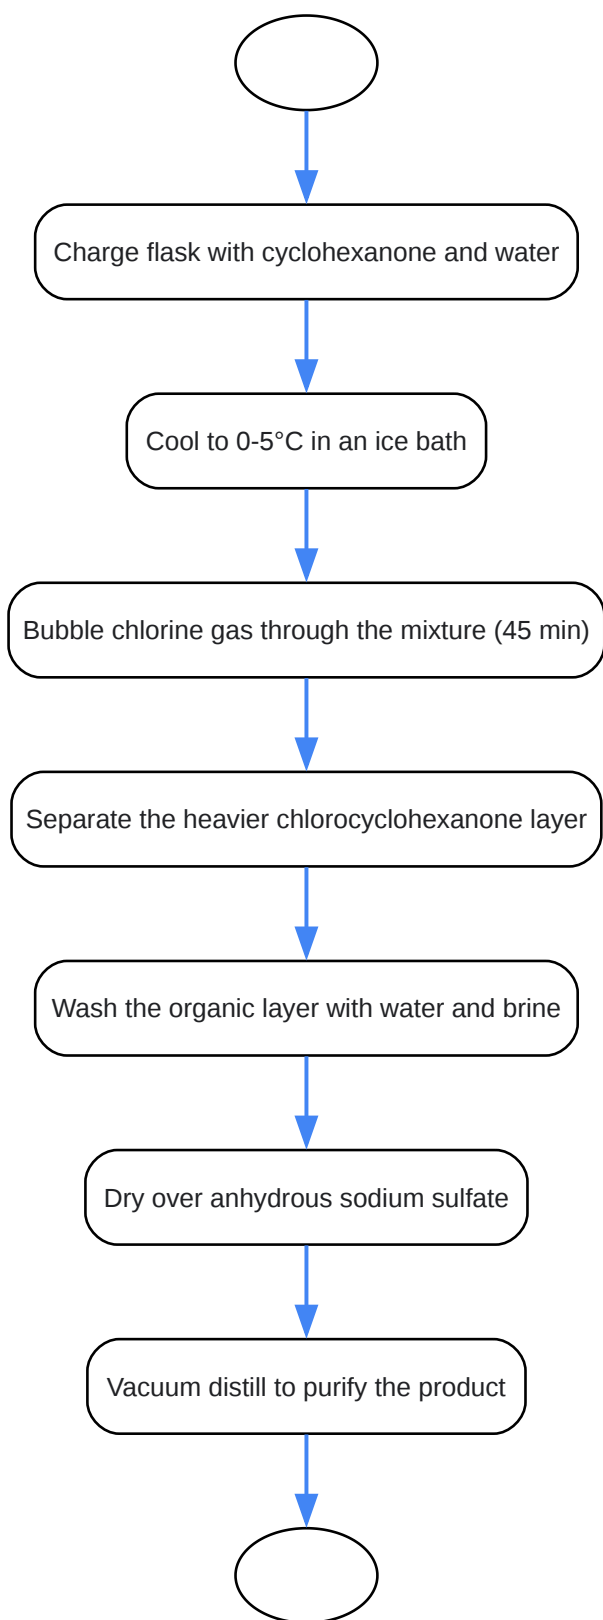 Charge flask with cyclohexanone and water
Cool to 0-5°C in an ice bath
Bubble chlorine gas through the mixture (45 min)
Separate the heavier chlorocyclohexanone layer
Wash the organic layer with water and brine
Dry over anhydrous sodium sulfate
Vacuum distill to purify the product